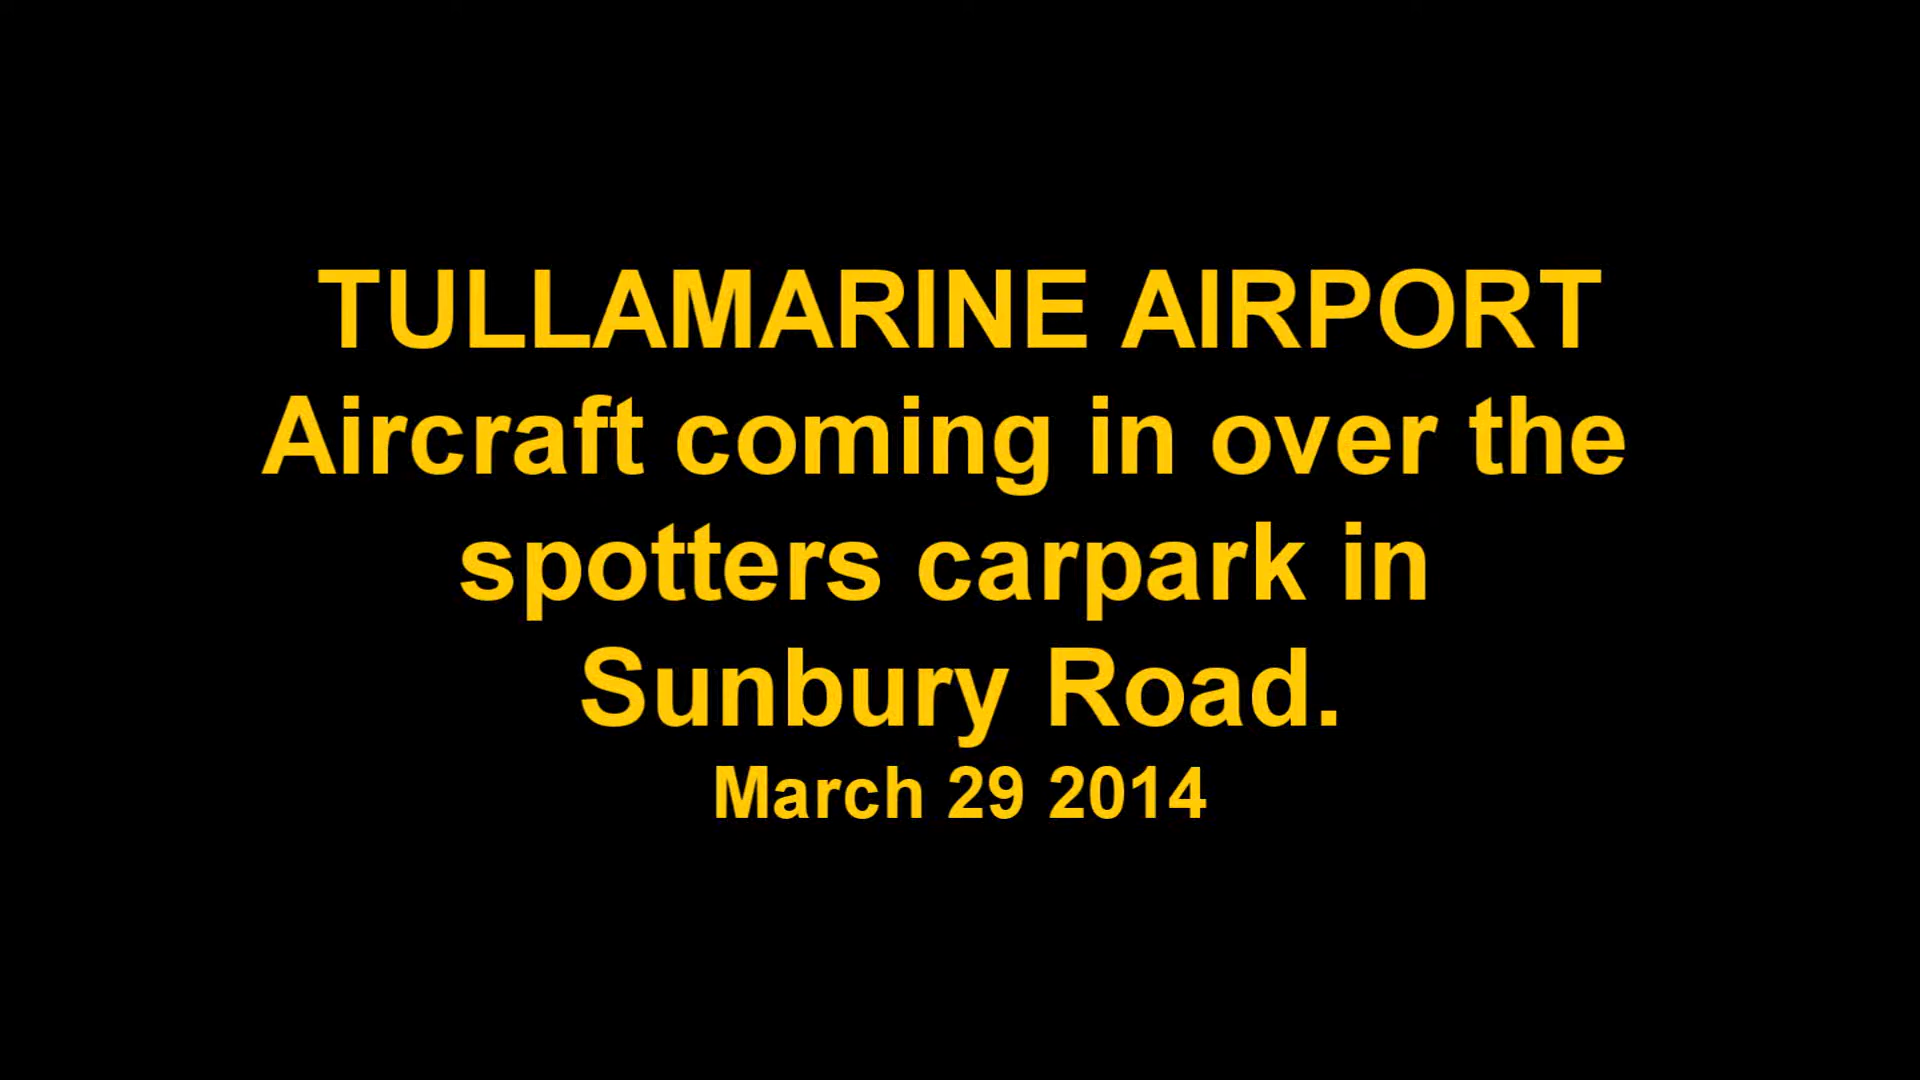 TULLAMARINE AIRPORT
Aircraft coming in over the
spotters carpark in
Sunbury Road.
March 29 2014